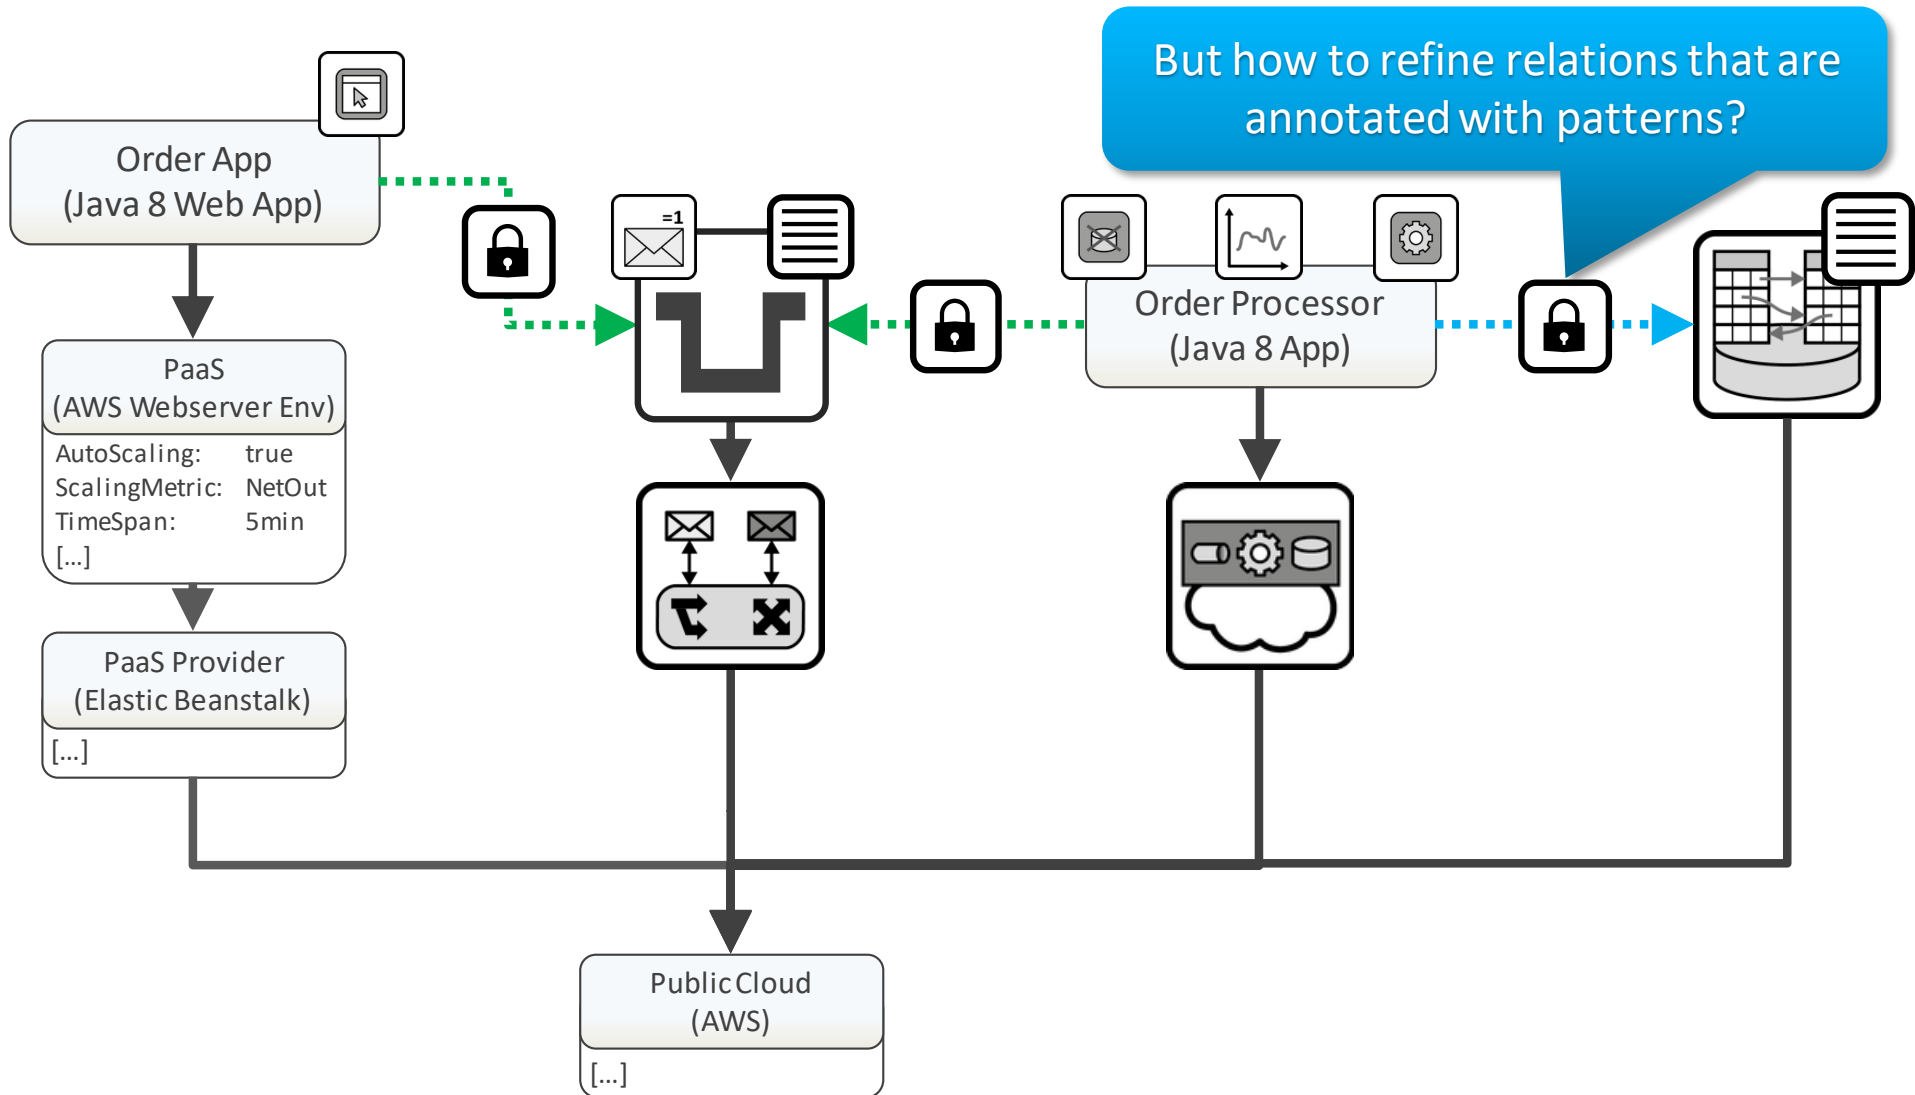 But how to refine relations that are
annotated with patterns?
Order App
(Java 8 Web App)
=1
Order Processor
(Java 8 App)
PaaS
(AWS Webserver Env)
AutoScaling: true
ScalingMetric: NetOut
TimeSpan: 5min
[...]
PaaS Provider
(Elastic Beanstalk)
[...]
Public Cloud
(AWS)
[...]